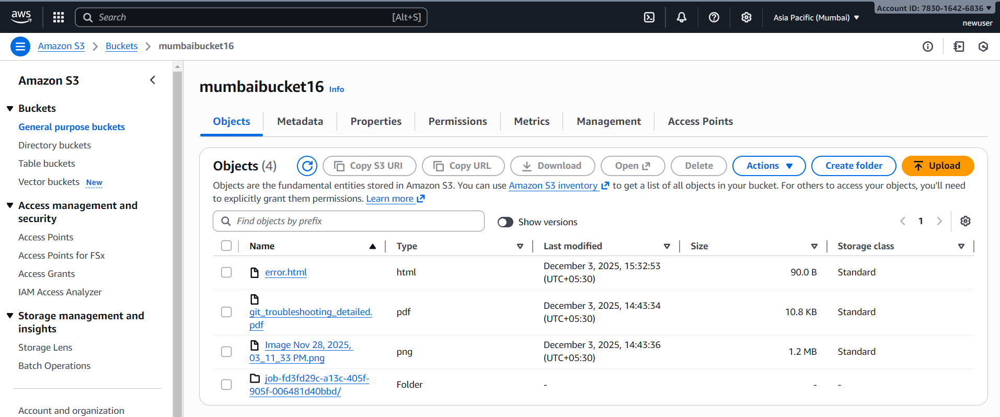 aws
Search
[Alt+S]
Asia Pacific (Mumbai)
Account ID: 7830-1642-6836
newuser
Amazon S3
Buckets
mumbaibucket16
Amazon S3
Buckets
General purpose buckets
Directory buckets
Table buckets
Vector buckets New
Access management and
security
Access Points
Access Points for FSx
Access Grants
IAM Access Analyzer
Storage management and
insights
Storage Lens
Batch Operations
Account and organization
mumbaibucket16 Info
Objects
Metadata
Properties
Permissions
Metrics
Management
Access Points
Objects (4)
Copy S3 URI
Copy URL
Download
Open
Delete
Actions
Create folder
Upload
Objects are the fundamental entities stored in Amazon S3. You can use Amazon S3 inventory to get a list of all objects in your bucket. For others to access your objects, you'll need
to explicitly grant them permissions. Learn more
Find objects by prefix
Show versions
1
Name
Type
Last modified
Size
Storage class
error.html
html
December 3, 2025, 15:32:53
(UTC+05:30)
90.0 B
Standard
git_troubleshooting_detailed.
pdf
pdf
December 3, 2025, 14:43:34
(UTC+05:30)
10.8 KB
Standard
Image Nov 28, 2025,
03_11_33 PM.png
png
December 3, 2025, 14:43:36
(UTC+05:30)
1.2 MB
Standard
job-fd3fd29c-a13c-405f-
905f-006481d40bbd/
Folder
-
-
-